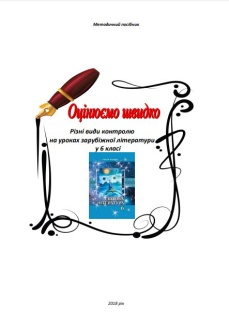 Методичний посібник
Оцінюємо швидко
Різні види контролю
на уроках зарубіжної літератури
у 6 класі
2018 рік